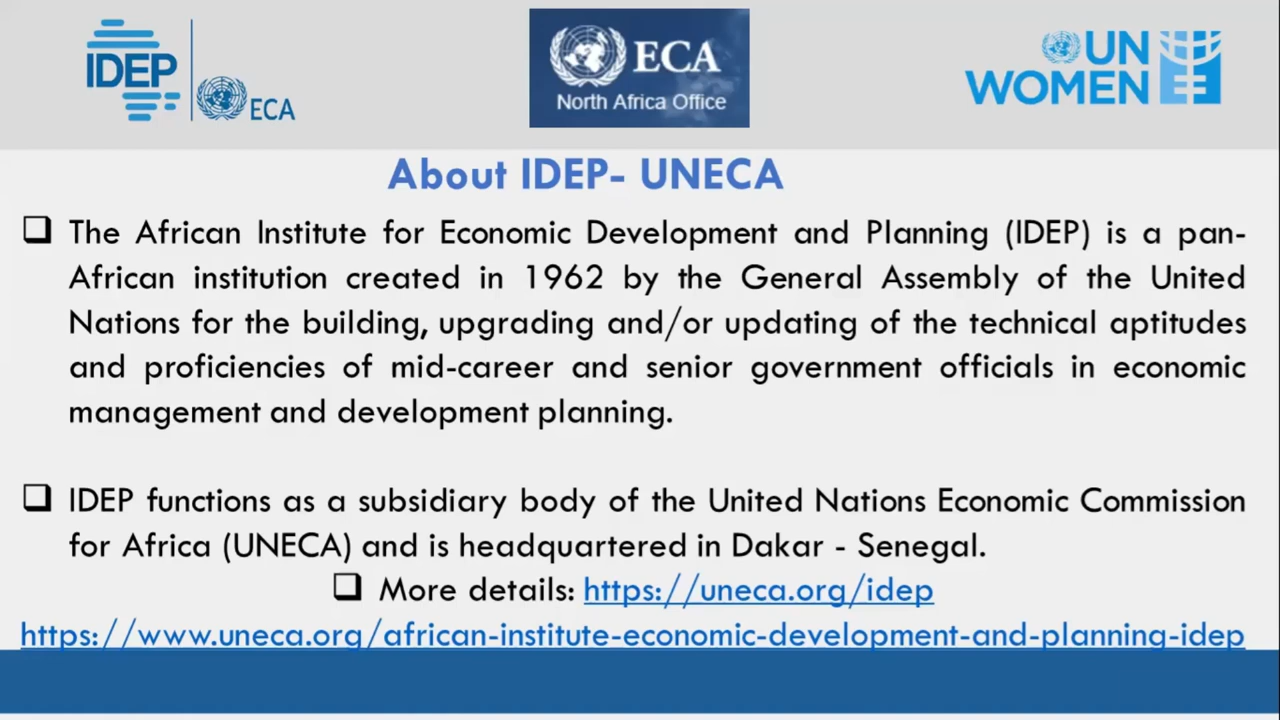 IDEP
ECA
ECA
North Africa Office
UN
WOMEN
About IDEP- UNECA
❑ The African Institute for Economic Development and Planning (IDEP) is a pan-
African institution created in 1962 by the General Assembly of the United
Nations for the building, upgrading and/or updating of the technical aptitudes
and proficiencies of mid-career and senior government officials in economic
management and development planning.
❑ IDEP functions as a subsidiary body of the United Nations Economic Commission
for Africa (UNECA) and is headquartered in Dakar - Senegal.
❑ More details: https://uneca.org/idep
https://www.uneca.org/african-institute-economic-development-and-planning-idep